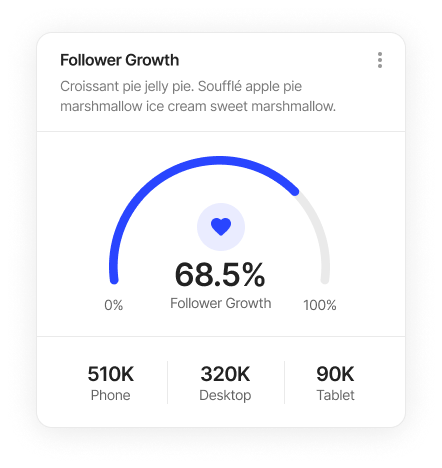 Follower Growth
Croissant pie jelly pie. Soufflé apple pie
marshmallow ice cream sweet marshmallow.
68.5%
Follower Growth
0%
100%
510K
Phone
320K
Desktop
90K
Tablet